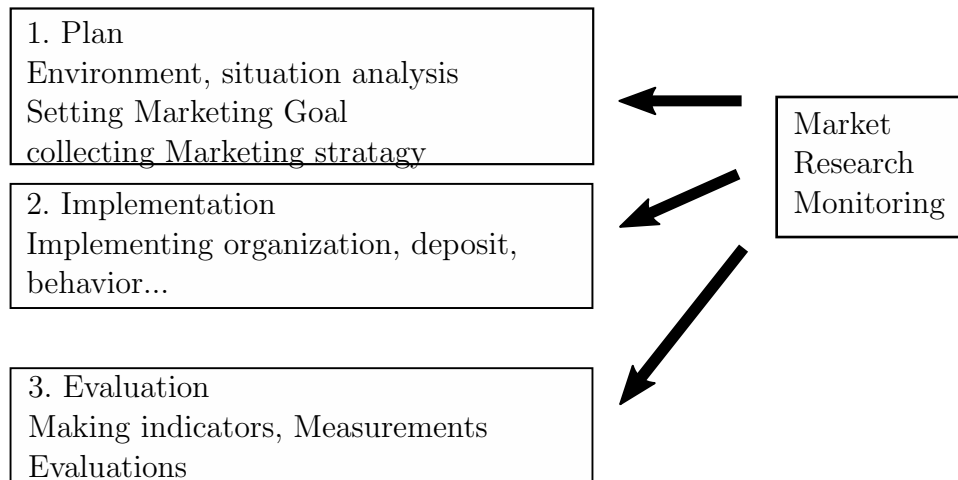 1. Plan
Environment, situation analysis
Setting Marketing Goal
collecting Marketing stratagy
2. Implementation
Implementing organization, deposit,
behavior...
3. Evaluation
Making indicators, Measurements
Evaluations
Market
Research
Monitoring